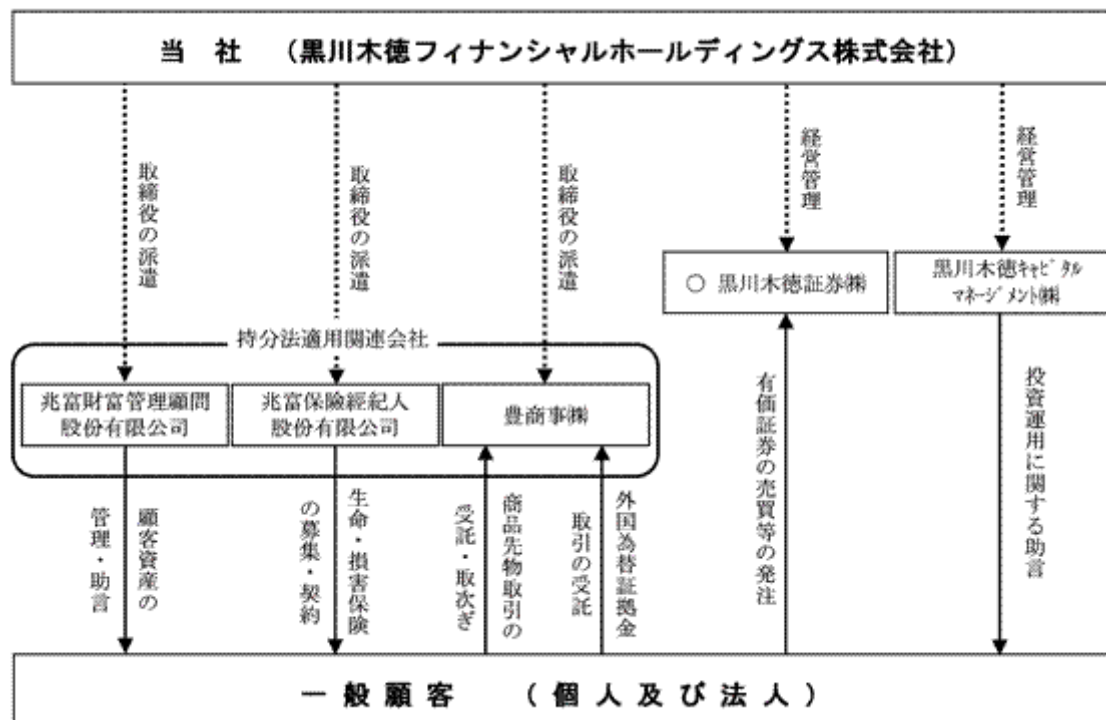 当 社 （黒川木徳フィナンシャルホールディングス株式会社）
取締役の派遣
取締役の派遣
取締役の派遣
経営管理
経営管理
○ 黒川木徳証券㈱
黒川木徳ｷｬﾋﾟﾀﾙ
ﾏﾈｰｼﾞﾒﾝﾄ㈱
持分法適用関連会社
兆富財富管理顧問
股份有限公司
兆富保險經紀人
股份有限公司
豊商事㈱
顧客資産の
管理・助言
生命・損害保険
の募集・契約
商品先物取引の
受託・取次ぎ
外国為替証拠金
取引の受託
有価証券の売買等の発注
投資運用に関する助言
一 般 顧 客 （ 個 人 及 び 法 人 ）